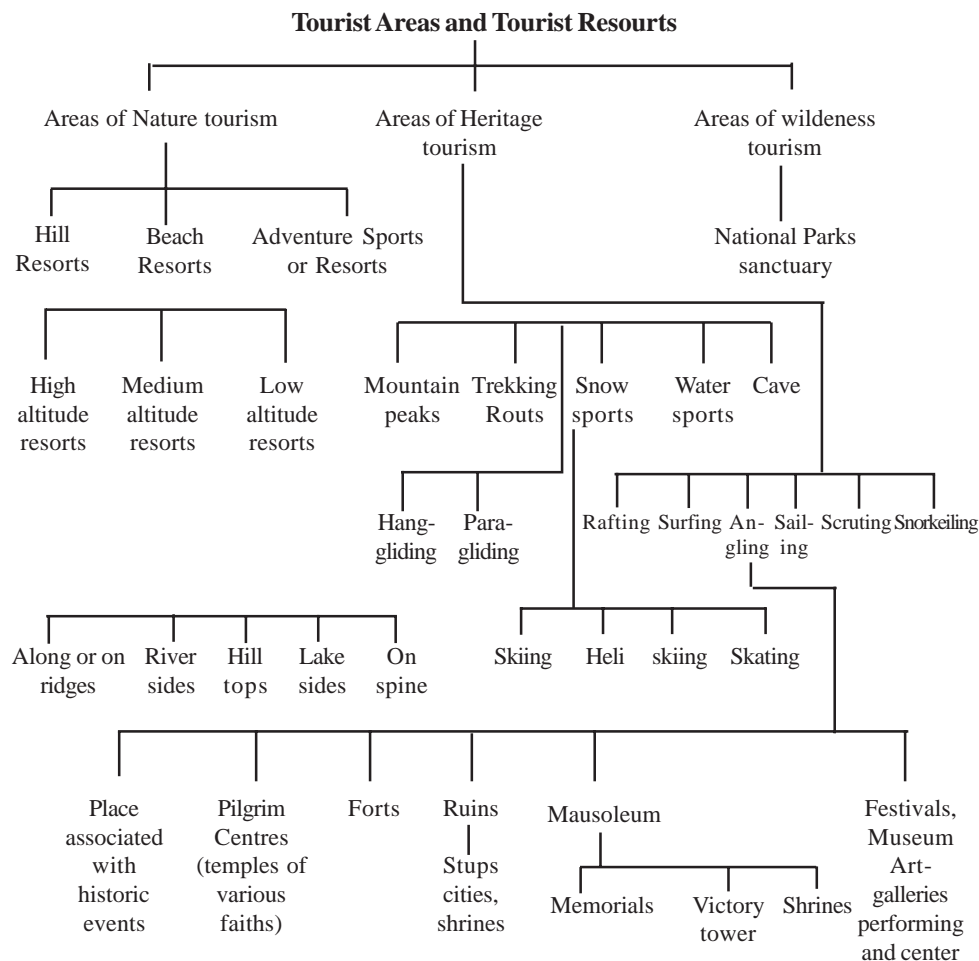 Tourist Areas and Tourist Resourts
Areas of Nature tourism
Areas of Heritage
tourism
Areas of wildeness
tourism
Hill
Resorts
Beach
Resorts
Adventure Sports
or Resorts
National Parks
sanctuary
High
altitude
resorts
Medium
altitude
resorts
Low
altitude
resorts
Mountain
peaks
Trekking
Routs
Snow
sports
Water
sports
Cave
Hang-
gliding
Para-
gliding
Rafting
Surfing
An-
gling
Sail-
ing
Scruting
Snorkeiling
Along or on
ridges
River
sides
Hill
tops
Lake
sides
On
spine
Skiing
Heli
skiing
Skating
Place
associated
with
historic
events
Pilgrim
Centres
(temples of
various
faiths)
Forts
Ruins
Stups
cities,
shrines
Mausoleum
Memorials
Victory
tower
Shrines
Festivals,
Museum
Art-
galleries
performing
and center